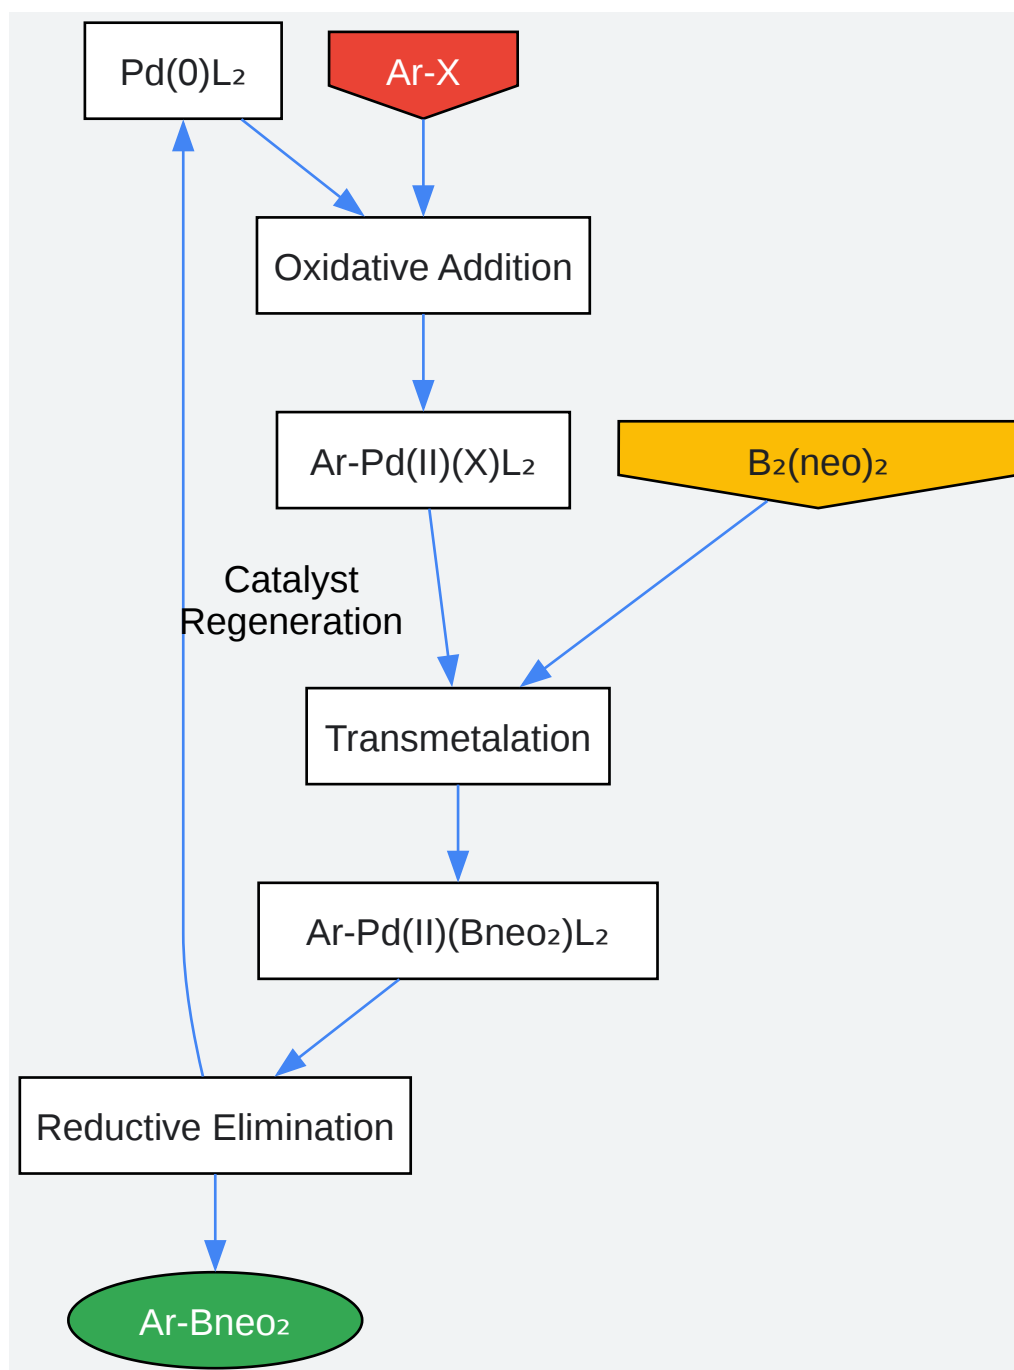 Pd(0)L₂
Ar-X
Oxidative Addition
Ar-Pd(II)(X)L₂
B₂(neo)₂
Catalyst
Regeneration
Transmetalation
Ar-Pd(II)(Bneo₂)L₂
Reductive Elimination
Ar-Bneo₂